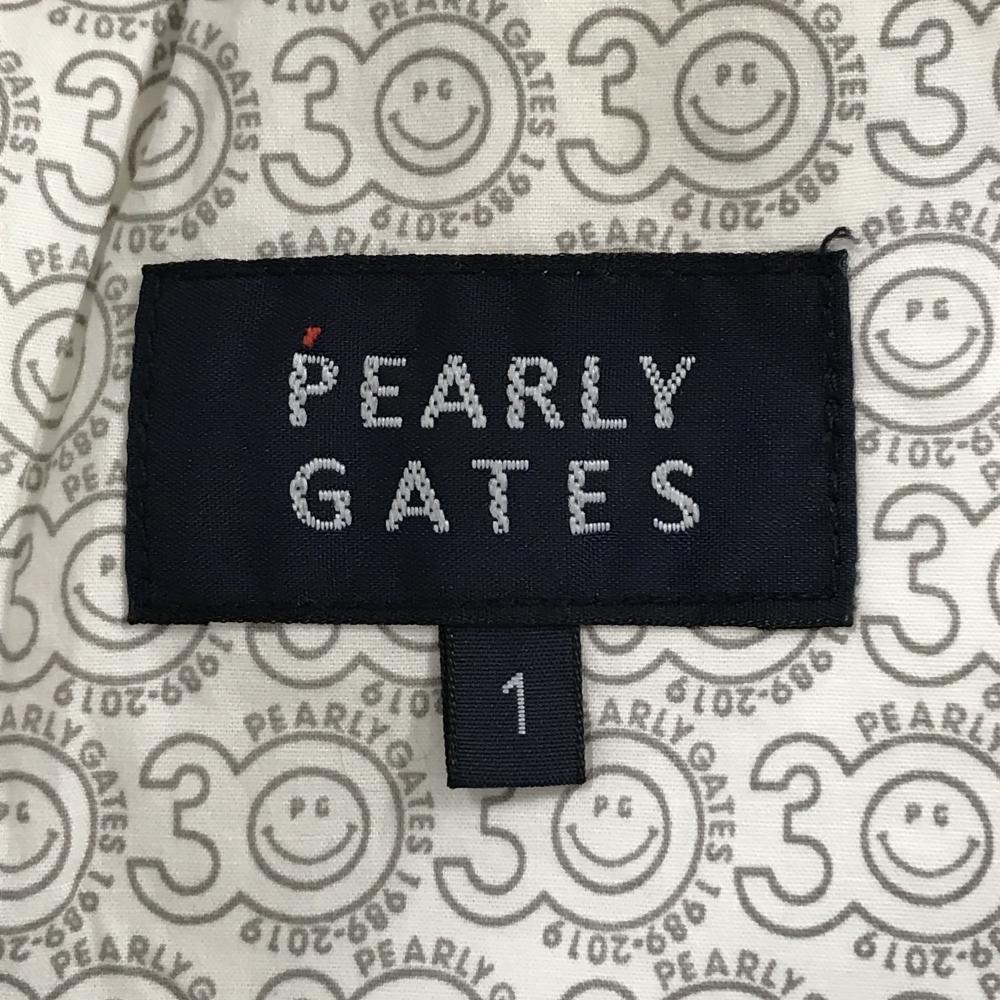 PEARLY
GATES
1
30
PEARLY GATES 1989-2019
PG